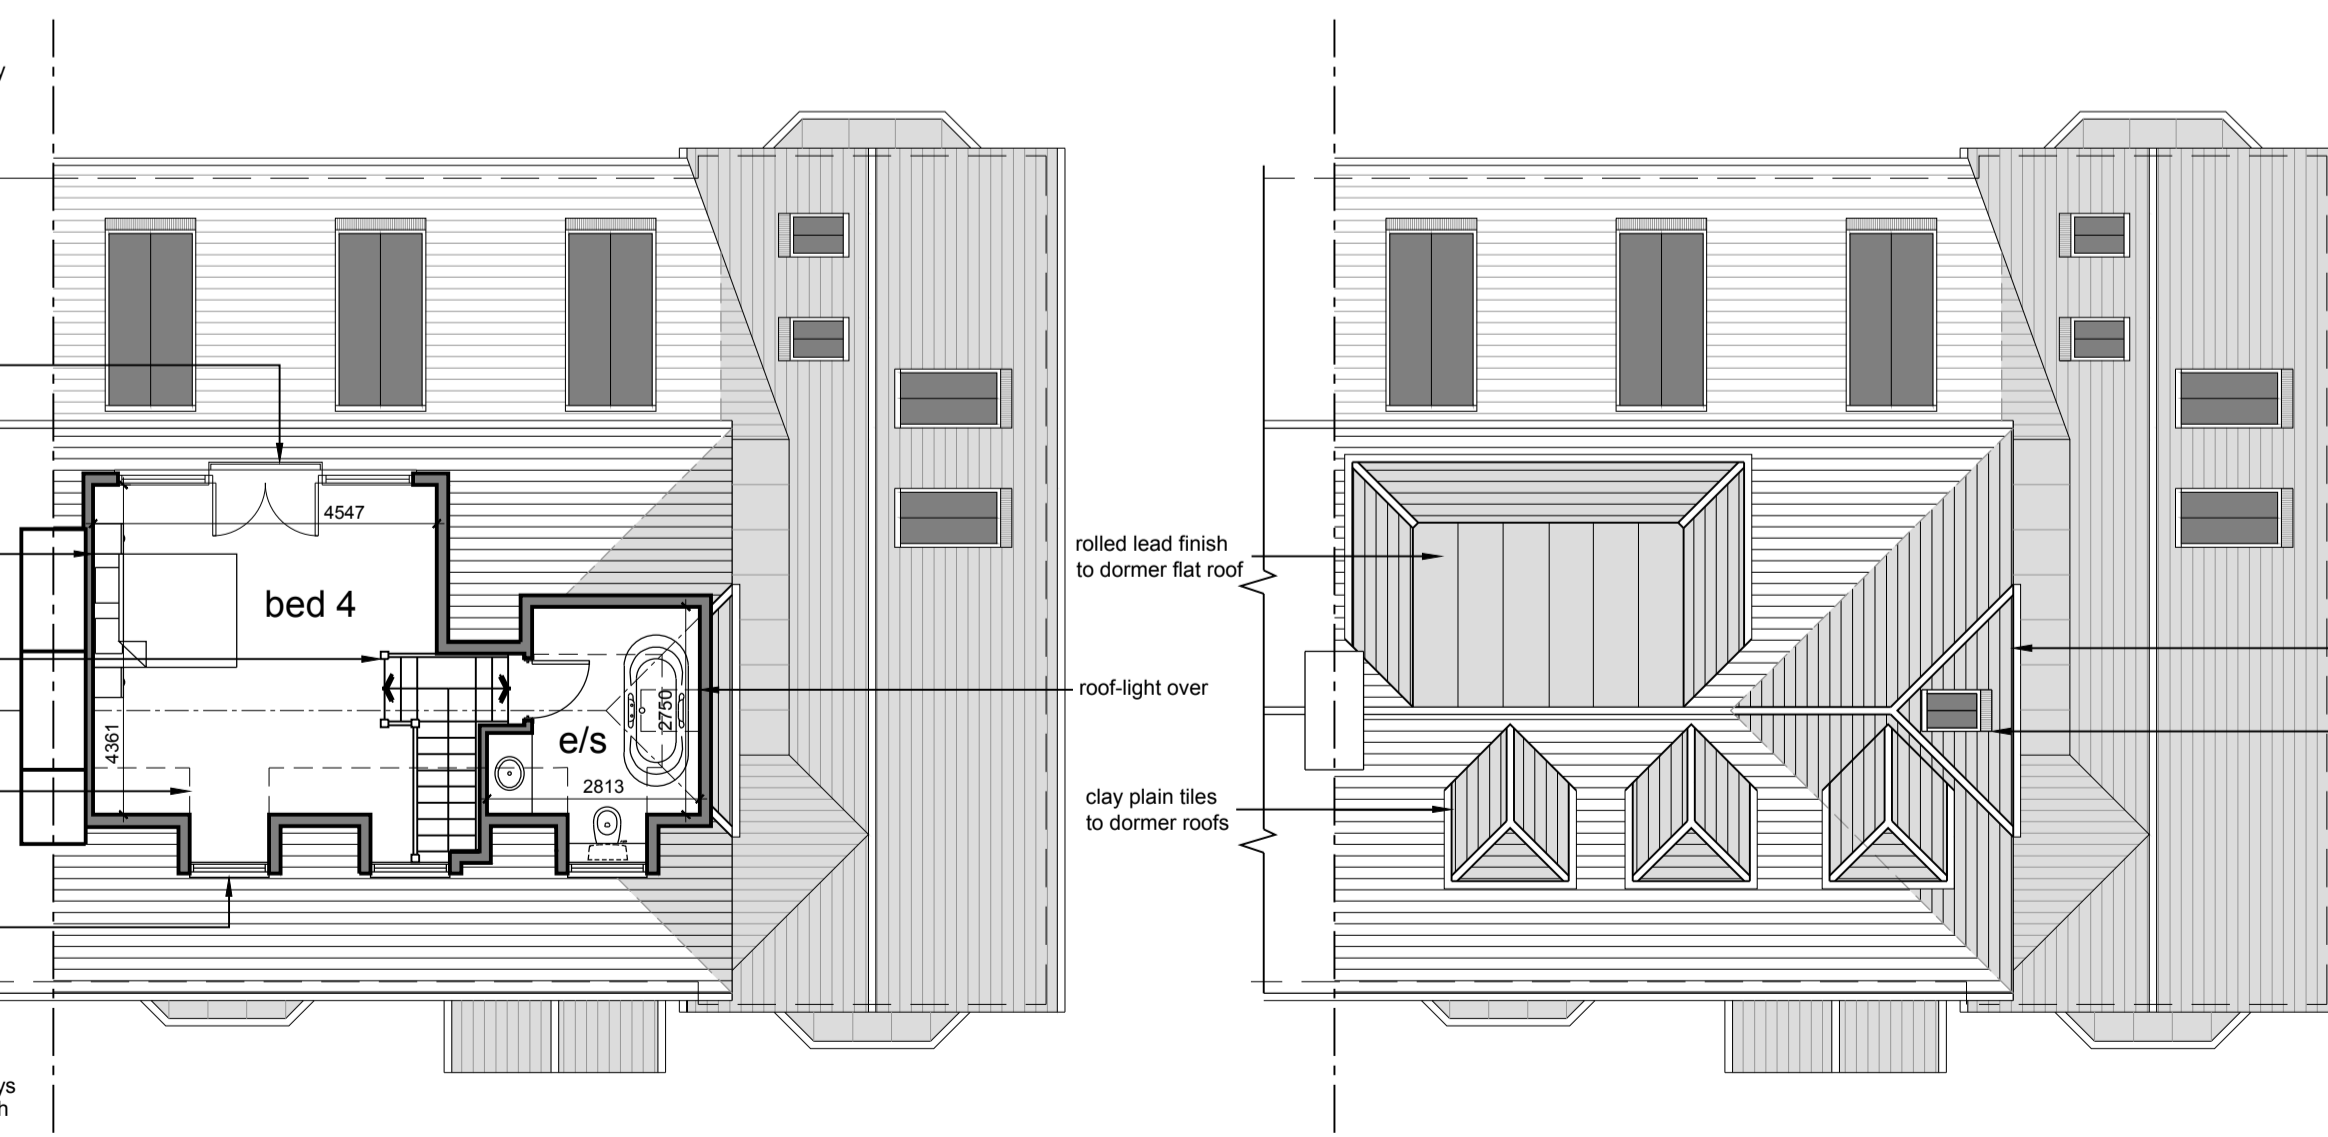 4547
bed 4
4361
e/s
2750
2813
rolled lead finish
to dormer flat roof
roof-light over
clay plain tiles
to dormer roofs